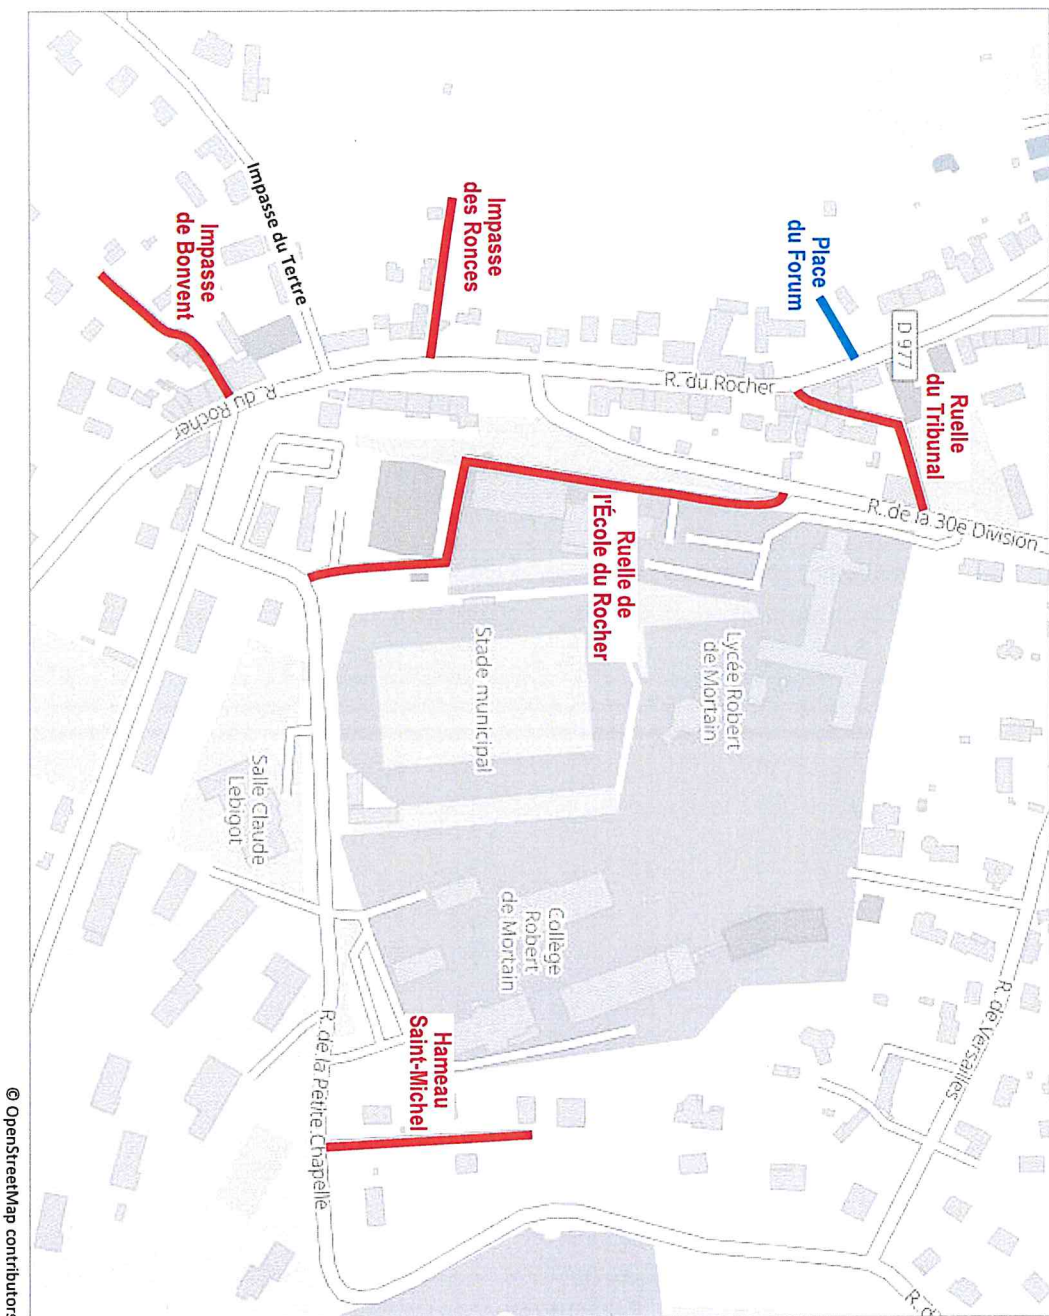 Impasse
des Ronces
Place
du Forum
D 977
Ruelle
du Tribunal
R. du Rocher
Impasse du Tertre
Impasse
de Bonvent
R. du Rocher
R. de la 30e Division
Ruelle de
l'École du Rocher
Lycée Robert
de Mortain
Stade municipal
Salle Claude
Lebigot
Collège
Robert
de Mortain
R. de Versailles
Hameau
Saint-Michel
R. de la Petite Chapelle
R. d
© OpenStreetMap contributors